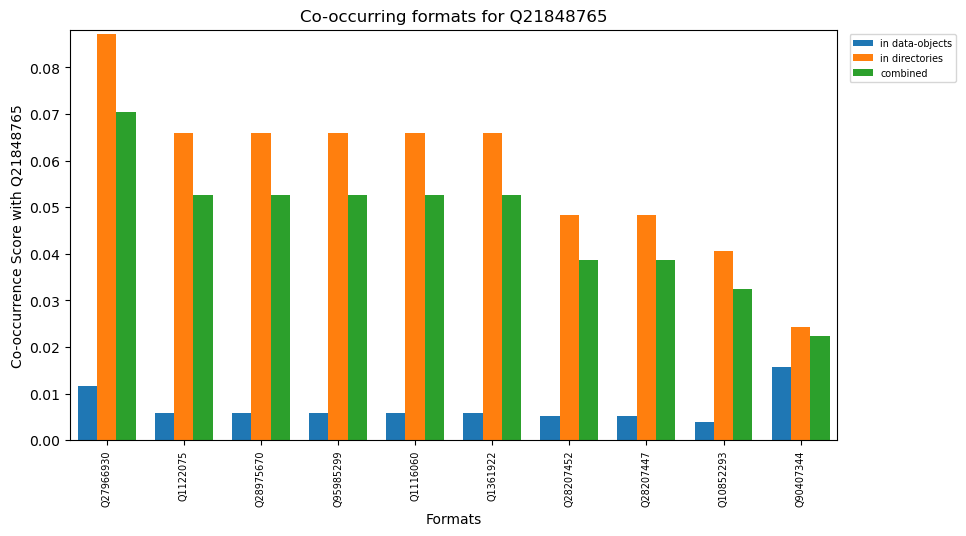 Co-occurring formats for Q21848765
in data-objects
in directories
combined
Co-occurrence Score with Q21848765
0.08
0.07
0.06
0.05
0.04
0.03
0.02
0.01
0.00
Q27966930
Q1122075
Q28975670
Q95985299
Q1116060
Q1361922
Q28207452
Q28207447
Q10852293
Q90407344
Formats